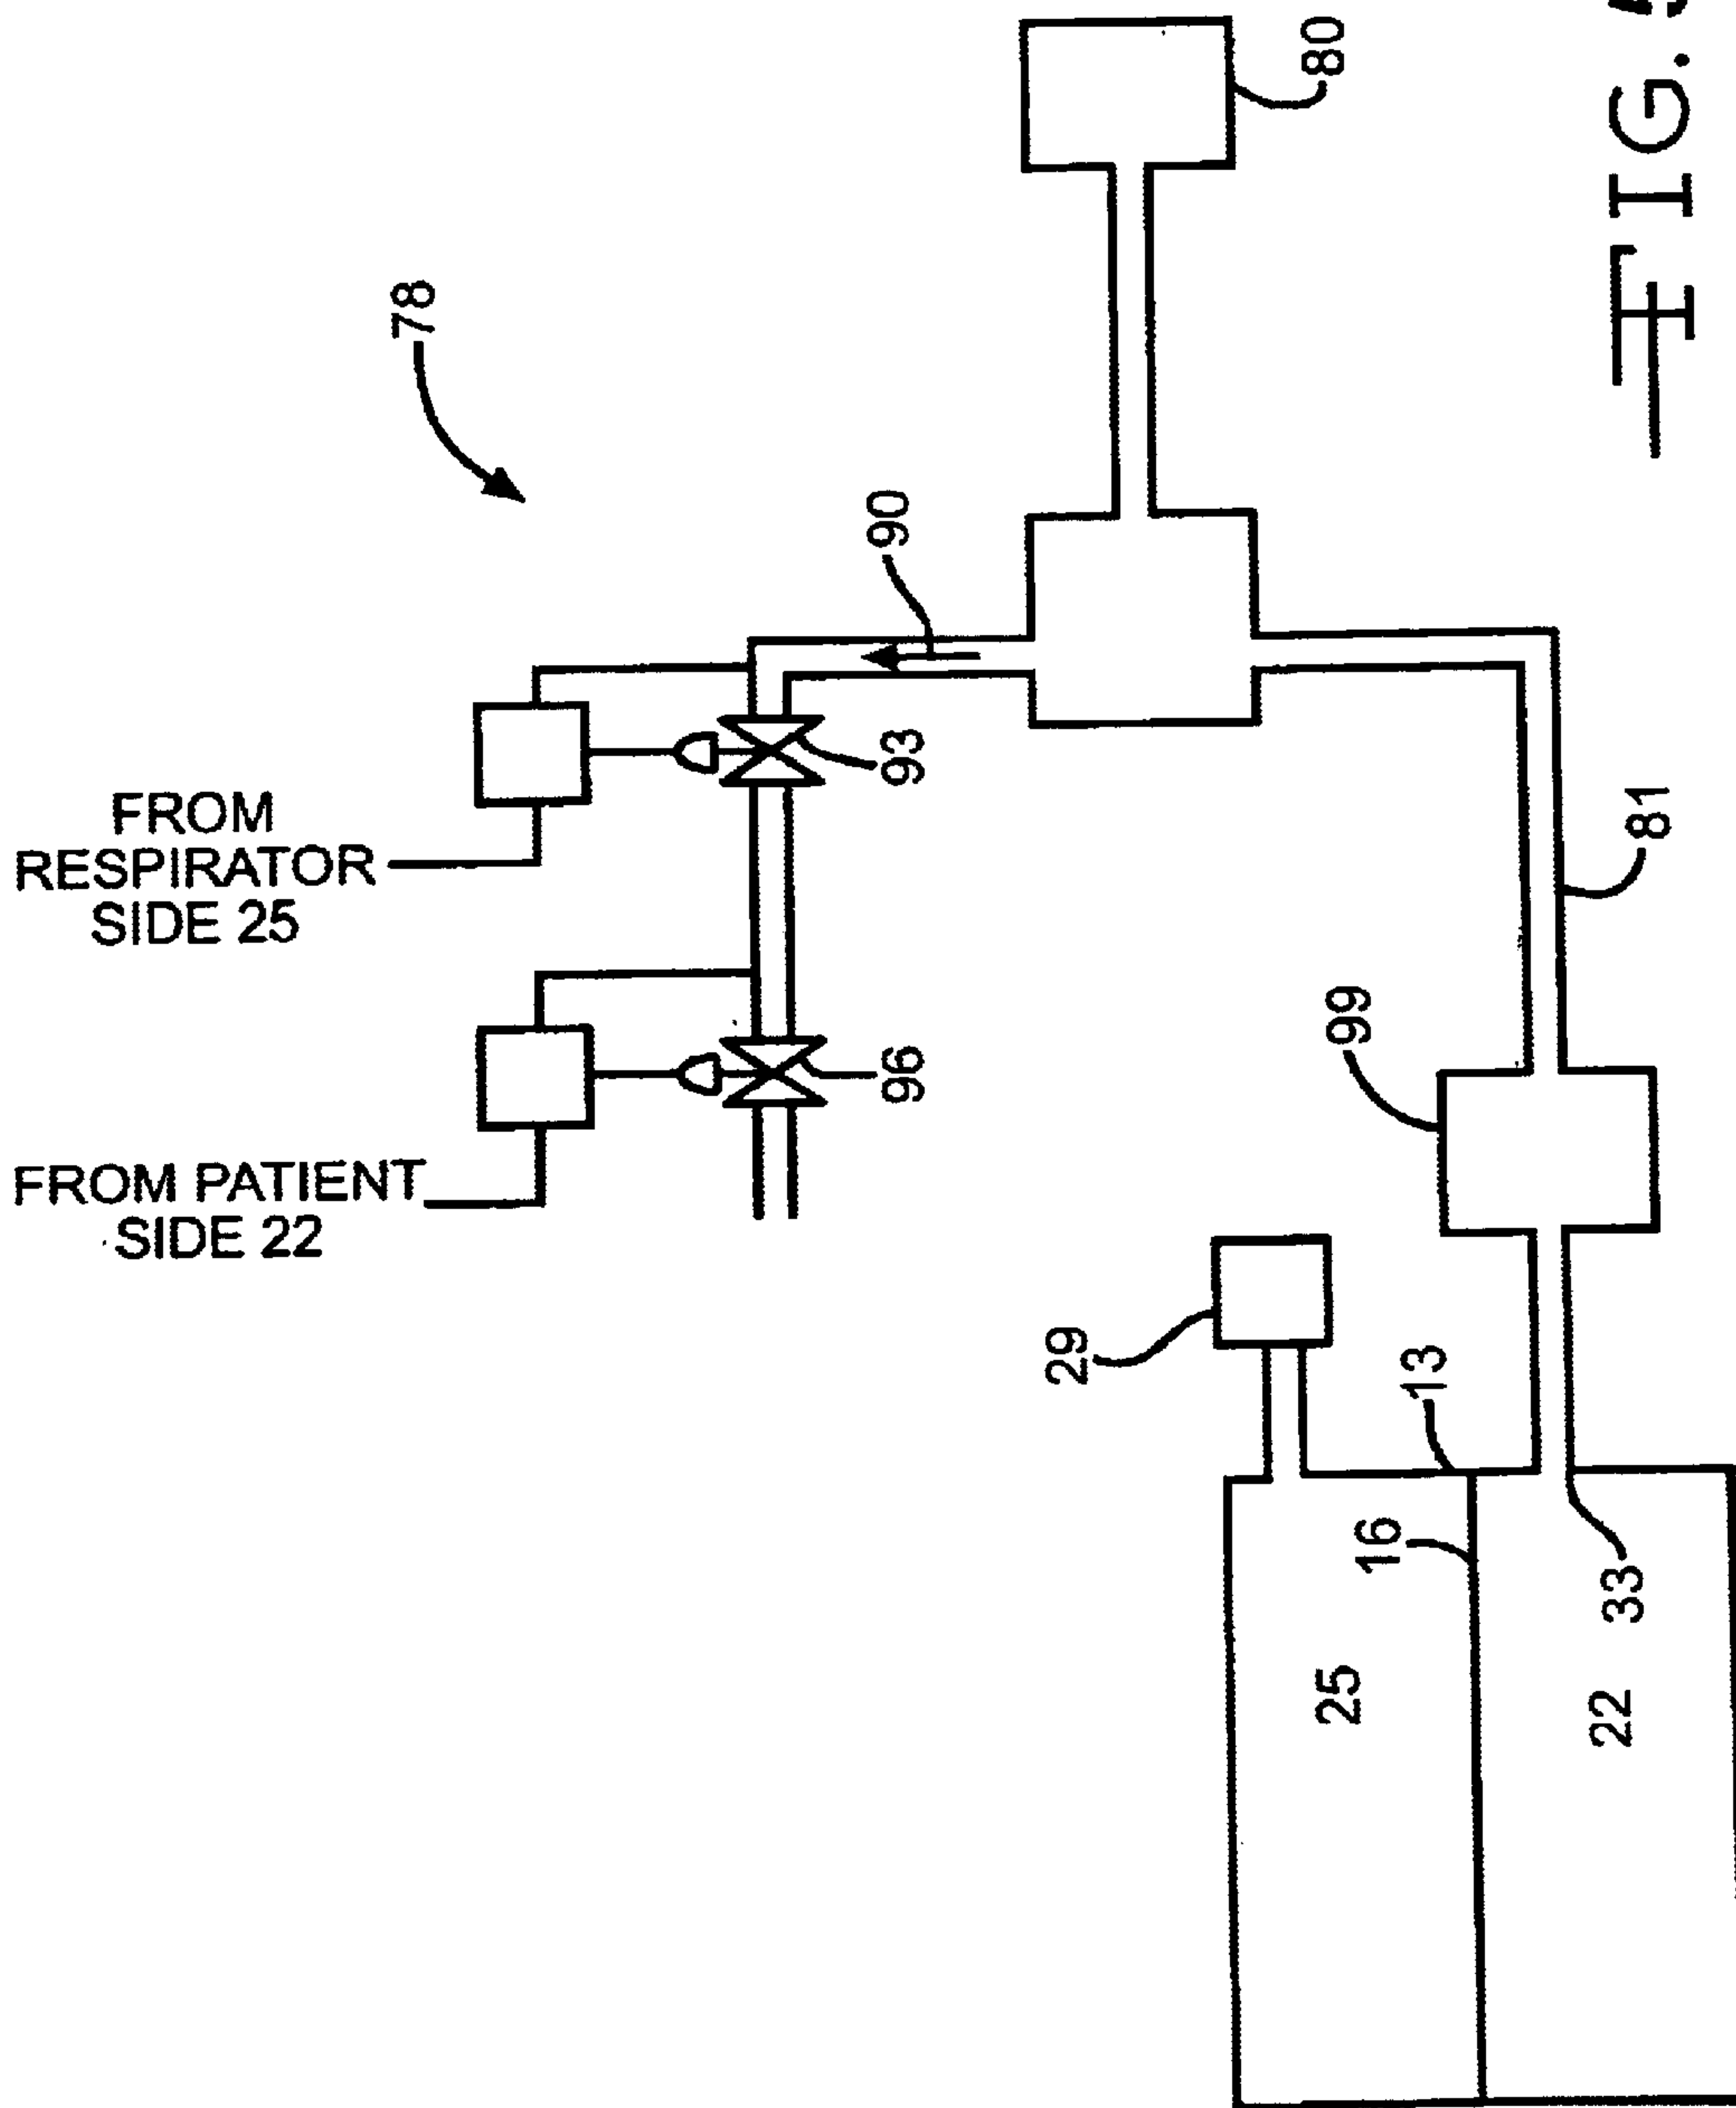 80
78
90
FROM
RESPIRATOR
SIDE 25
93
81
99
96
FROM PATIENT
SIDE 22
29
13
16
33
25
22
FIG.